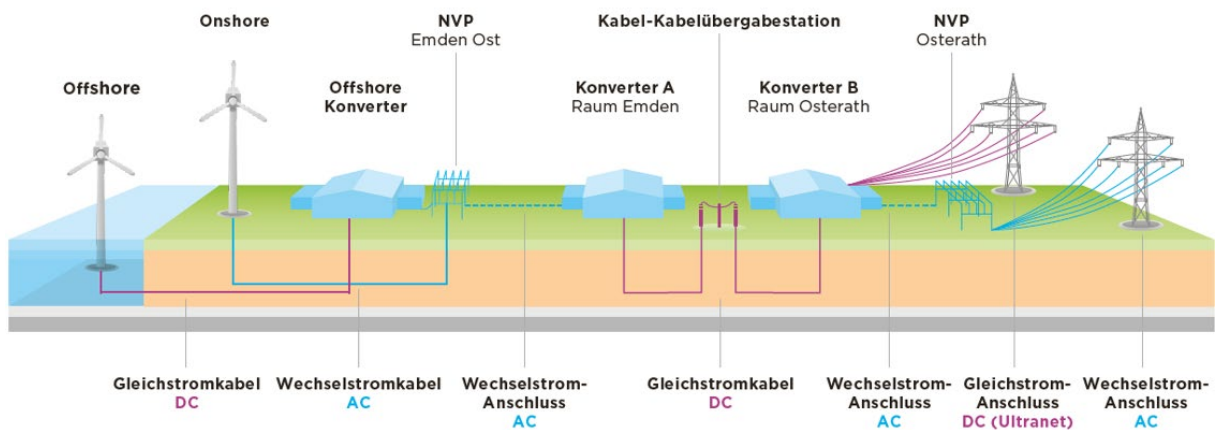 Onshore
NVP
Emden Ost
Kabel-Kabelübergabestation
NVP
Osterath
Offshore
Offshore
Konverter
Konverter A
Raum Emden
Konverter B
Raum Osterath
Gleichstromkabel
DC
Wechselstromkabel
AC
Wechselstrom-
Anschluss
AC
Gleichstromkabel
DC
Wechselstrom-
Anschluss
AC
Gleichstrom-
Anschluss
DC (Ultranet)
Wechselstrom-
Anschluss
AC